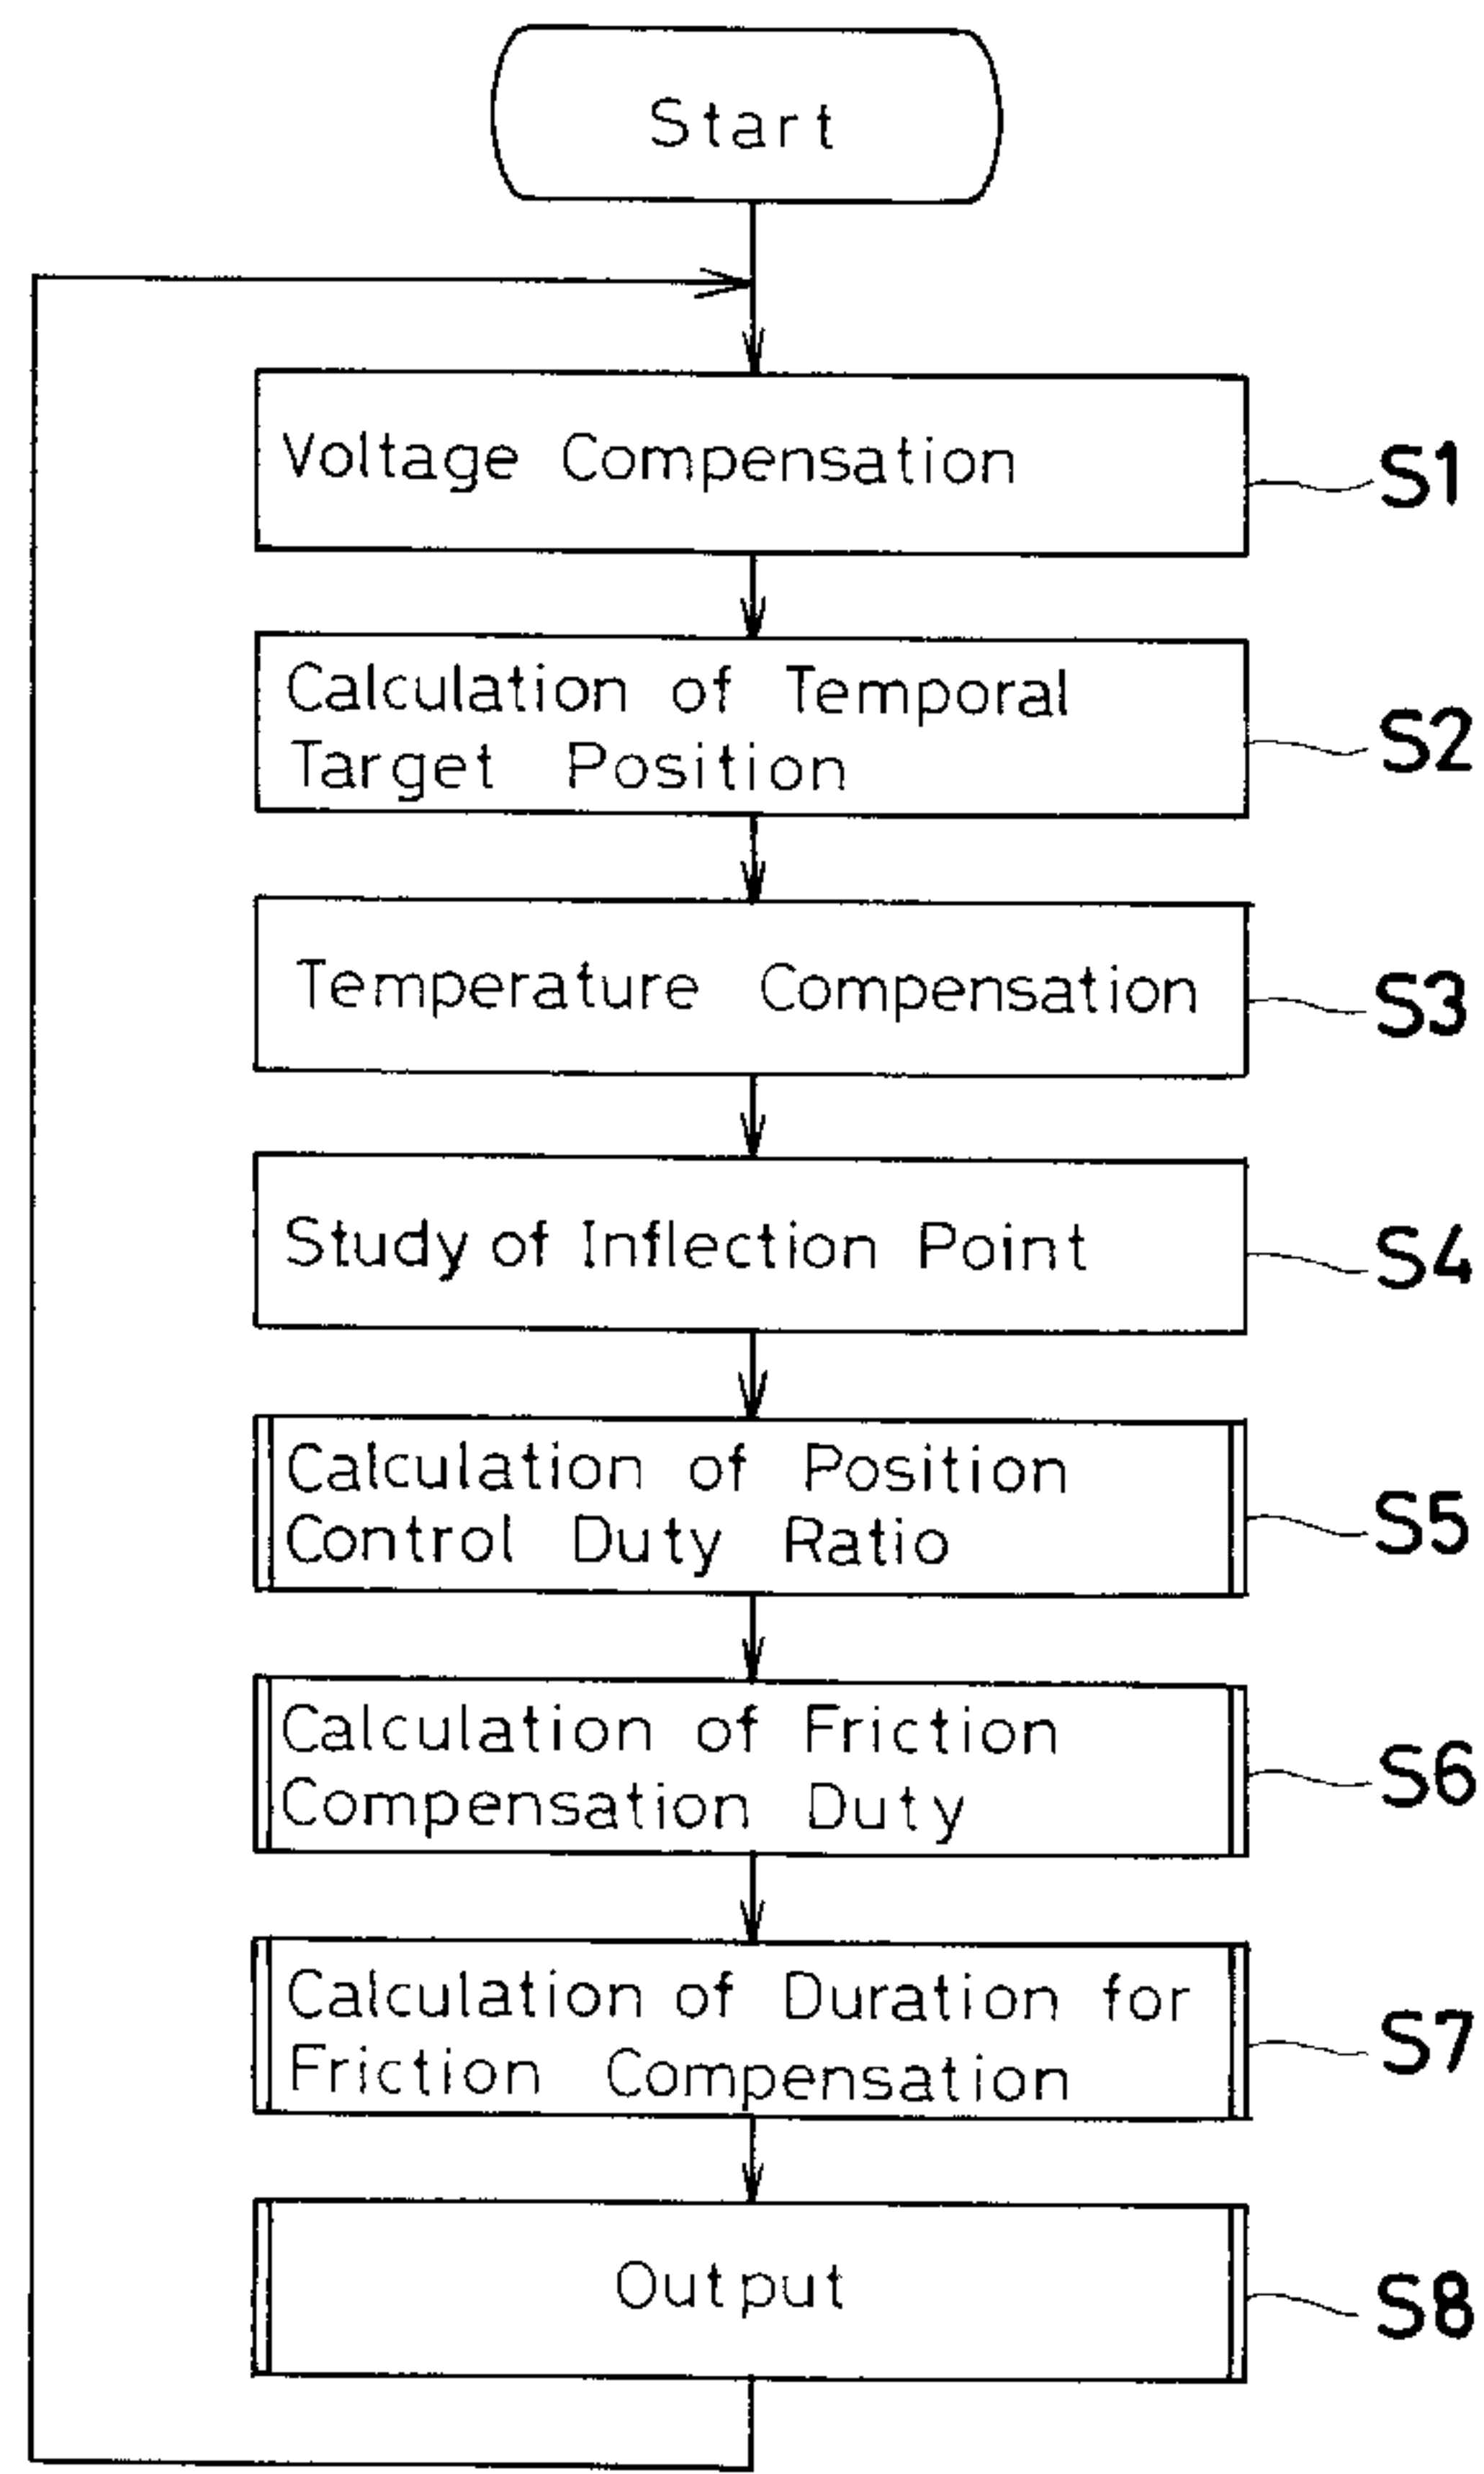 Start
Voltage Compensation
S1
Calculation of Temporal
Target Position
S2
Temperature Compensation
S3
Study of Inflection Point
S4
Calculation of Position
Control Duty Ratio
S5
Calculation of Friction
Compensation Duty
S6
Calculation of Duration for
Friction Compensation
S7
Output
S8